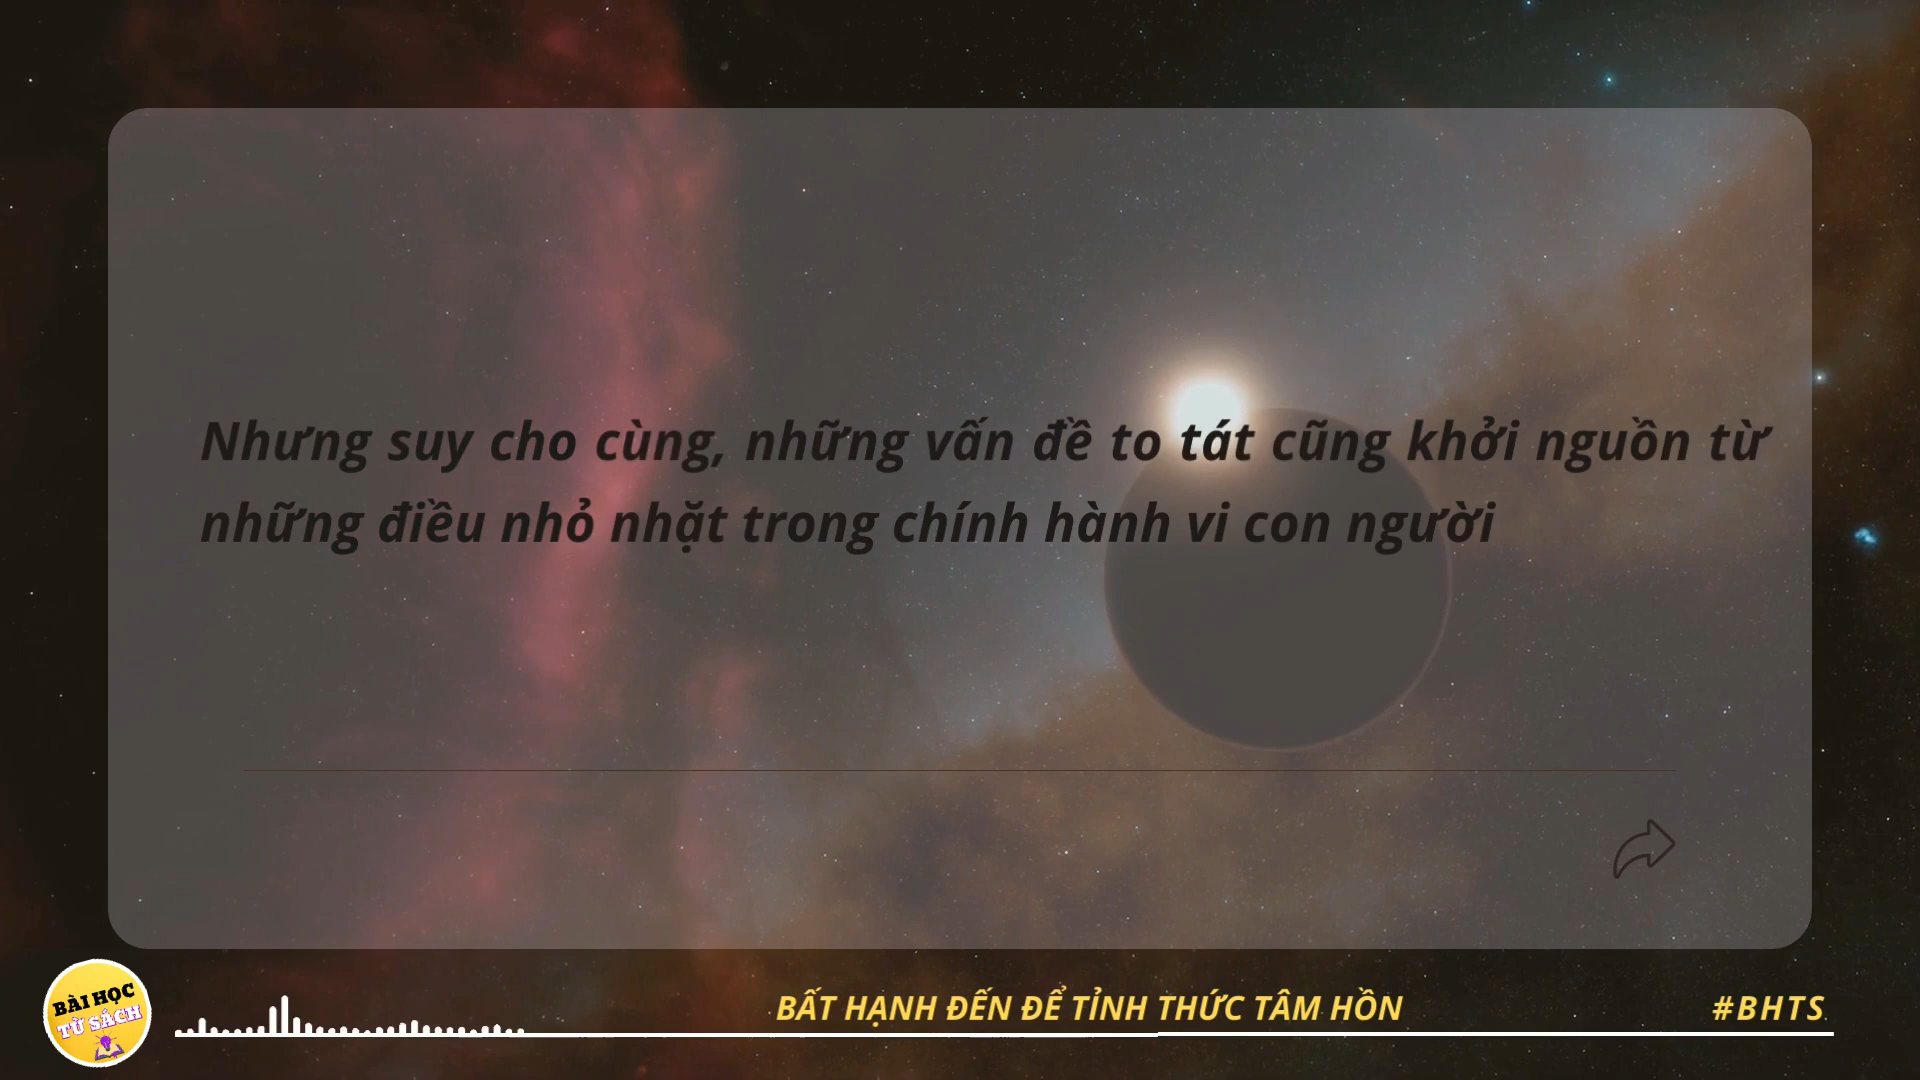 Nhưng suy cho cùng, những vấn đề to tát cũng khởi nguồn từ
những điều nhỏ nhặt trong chính hành vi con người
BÀI HỌC
TỪ SÁCH
BẤT HẠNH ĐẾN ĐỂ TỈNH THỨC TÂM HỒN
#BHTS